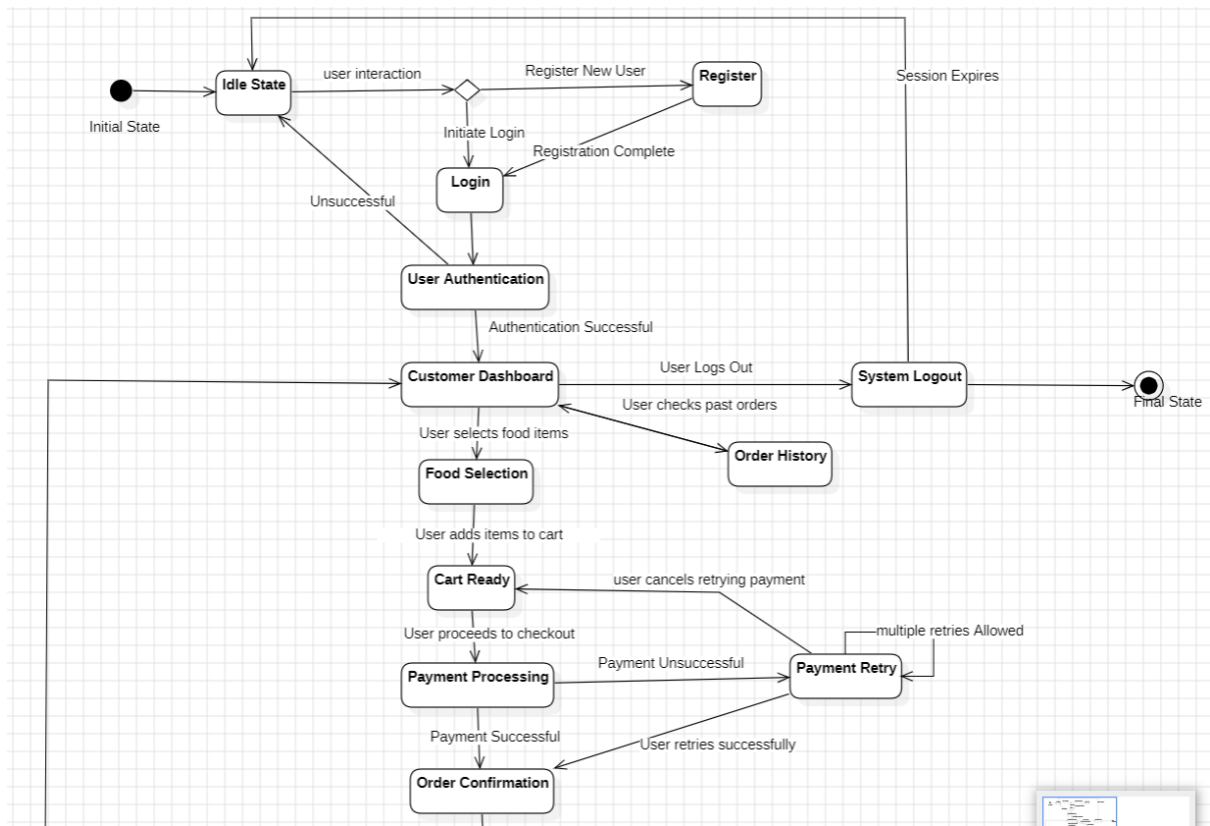 Idle State
user interaction
Register New User
Register
Session Expires
Initial State
Initiate Login
Registration Complete
Login
Unsuccessful
User Authentication
Authentication Successful
Customer Dashboard
User Logs Out
System Logout
Final State
User checks past orders
User selects food items
Order History
Food Selection
User adds items to cart
Cart Ready
user cancels retrying payment
User proceeds to checkout
multiple retries Allowed
Payment Processing
Payment Unsuccessful
Payment Retry
Payment Successful
User retries successfully
Order Confirmation